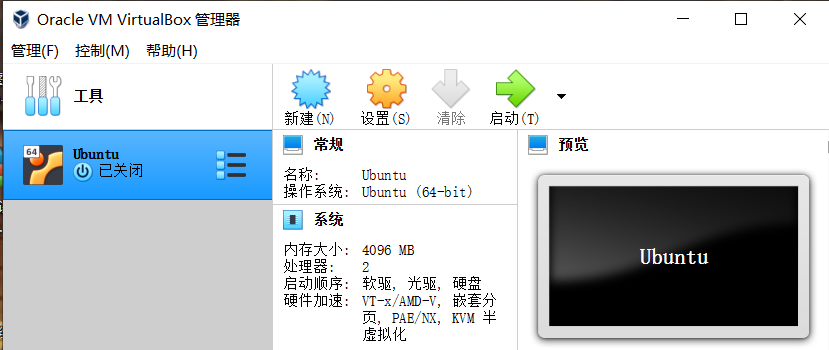 Oracle VM VirtualBox 管理器
管理(F) 控制(M) 帮助(H)
工具
新建(N) 设置(S) 清除 启动(T)
64
Ubuntu
已关闭
常规
名称: Ubuntu
操作系统: Ubuntu (64-bit)
系统
内存大小: 4096 MB
处理器: 2
启动顺序: 软驱, 光驱, 硬盘
硬件加速: VT-x/AMD-V, 嵌套分
页, PAE/NX, KVM 半
虚拟化
预览
Ubuntu